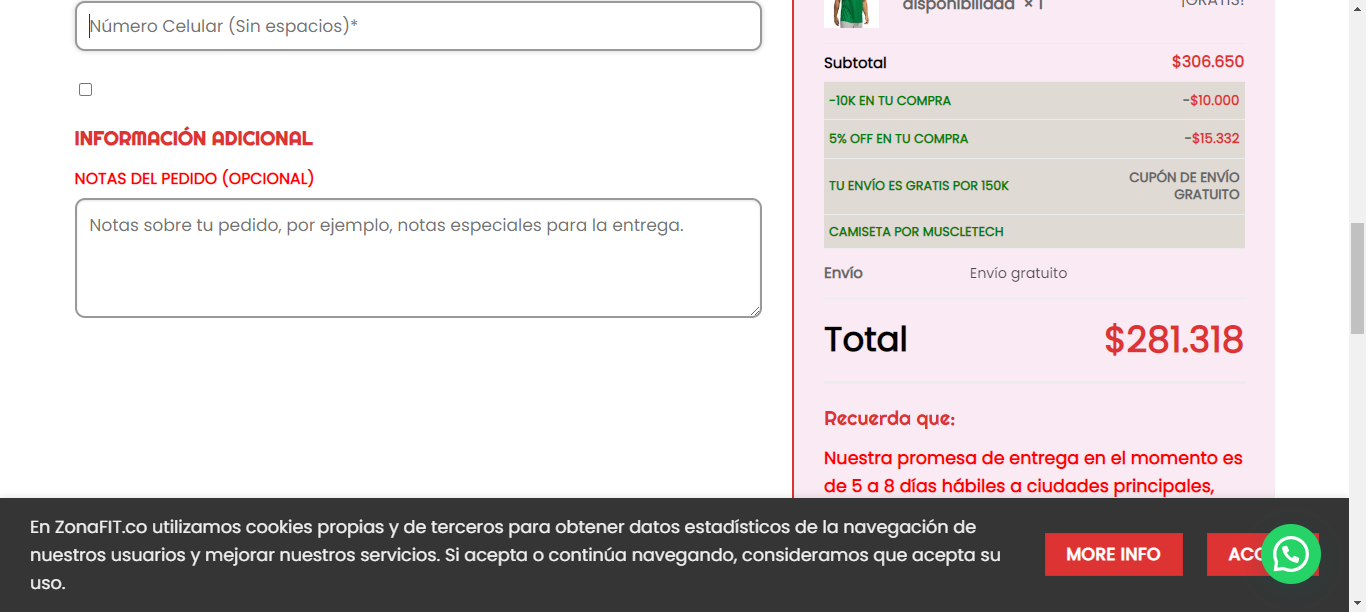 Número Celular (Sin espacios)*
INFORMACIÓN ADICIONAL
NOTAS DEL PEDIDO (OPCIONAL)
Notas sobre tu pedido, por ejemplo, notas especiales para la entrega.
disponibilidad × 1
¡GRATIS!
Subtotal $306.650
-10K EN TU COMPRA -$10.000
5% OFF EN TU COMPRA -$15.332
TU ENVÍO ES GRATIS POR 150K CUPÓN DE ENVÍO
GRATUITO
CAMISETA POR MUSCLETECH
Envío Envío gratuito
Total $281.318
Recuerda que:
Nuestra promesa de entrega en el momento es
de 5 a 8 días hábiles a ciudades principales,
En ZonaFIT.co utilizamos cookies propias y de terceros para obtener datos estadísticos de la navegación de
nuestros usuarios y mejorar nuestros servicios. Si acepta o continúa navegando, consideramos que acepta su
uso.
MORE INFO